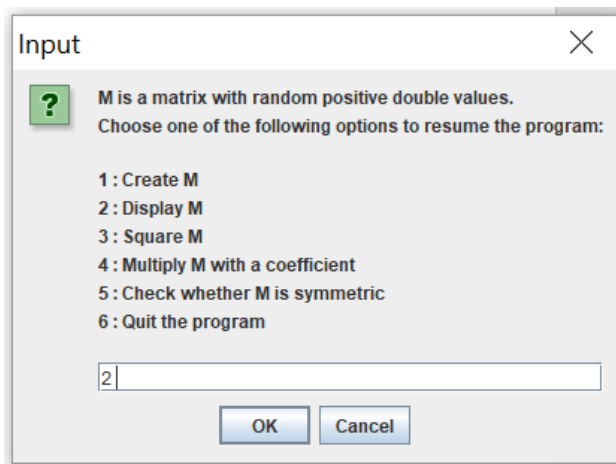 Input
?
M is a matrix with random positive double values.
Choose one of the following options to resume the program:
1 : Create M
2 : Display M
3 : Square M
4 : Multiply M with a coefficient
5 : Check whether M is symmetric
6 : Quit the program
2
OK
Cancel